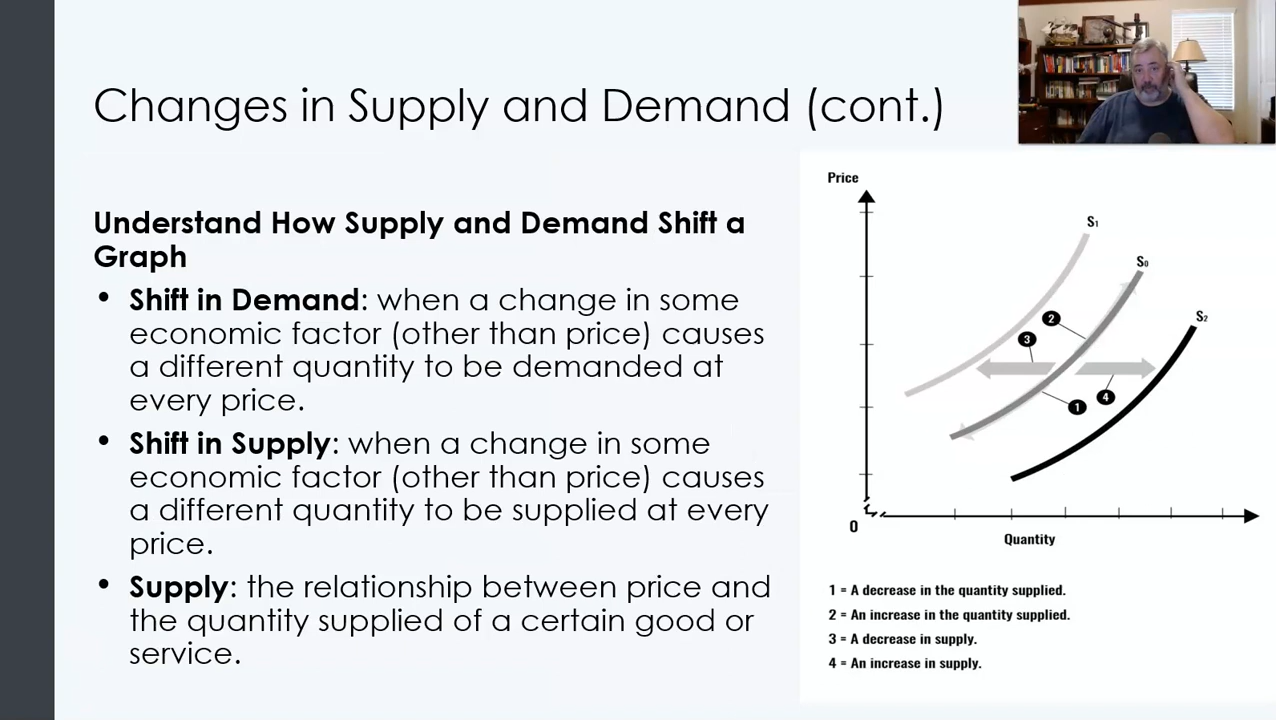 Changes in Supply and Demand (cont.)
Understand How Supply and Demand Shift a
Graph
• Shift in Demand: when a change in some
economic factor (other than price) causes
a different quantity to be demanded at
every price.
• Shift in Supply: when a change in some
economic factor (other than price) causes
a different quantity to be supplied at every
price.
• Supply: the relationship between price and
the quantity supplied of a certain good or
service.
Price
S1
S0
S2
2
3
4
1
0
Quantity
1 = A decrease in the quantity supplied.
2 = An increase in the quantity supplied.
3 = A decrease in supply.
4 = An increase in supply.